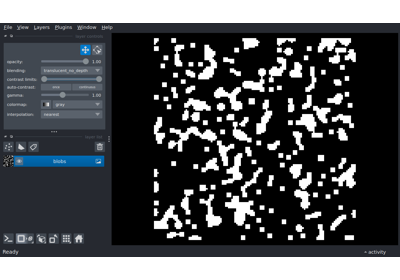 File View Layers Plugins Window Help
opacity: 1.00
blending: translucent_no_depth
contrast limits:
auto-contrast: once continuous
gamma: 1.00
colormap: gray
interpolation: nearest
blobs
Ready activity